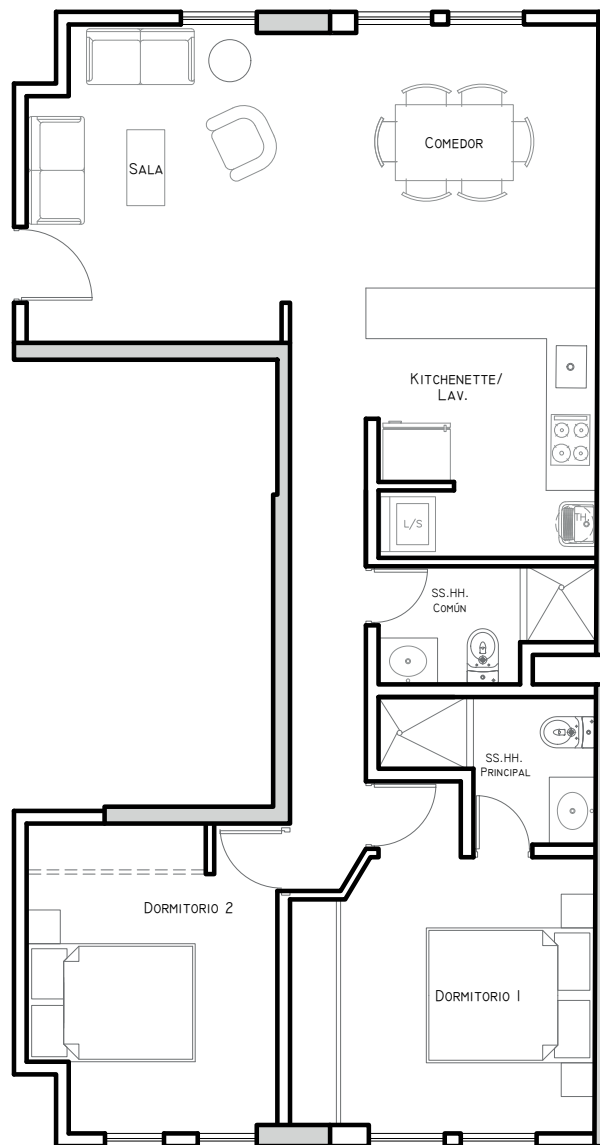 SALA
COMEDOR
KITCHENETTE/
LAV.
L/S
TH
SS.HH.
COMÚN
SS.HH.
PRINCIPAL
DORMITORIO 2
DORMITORIO 1